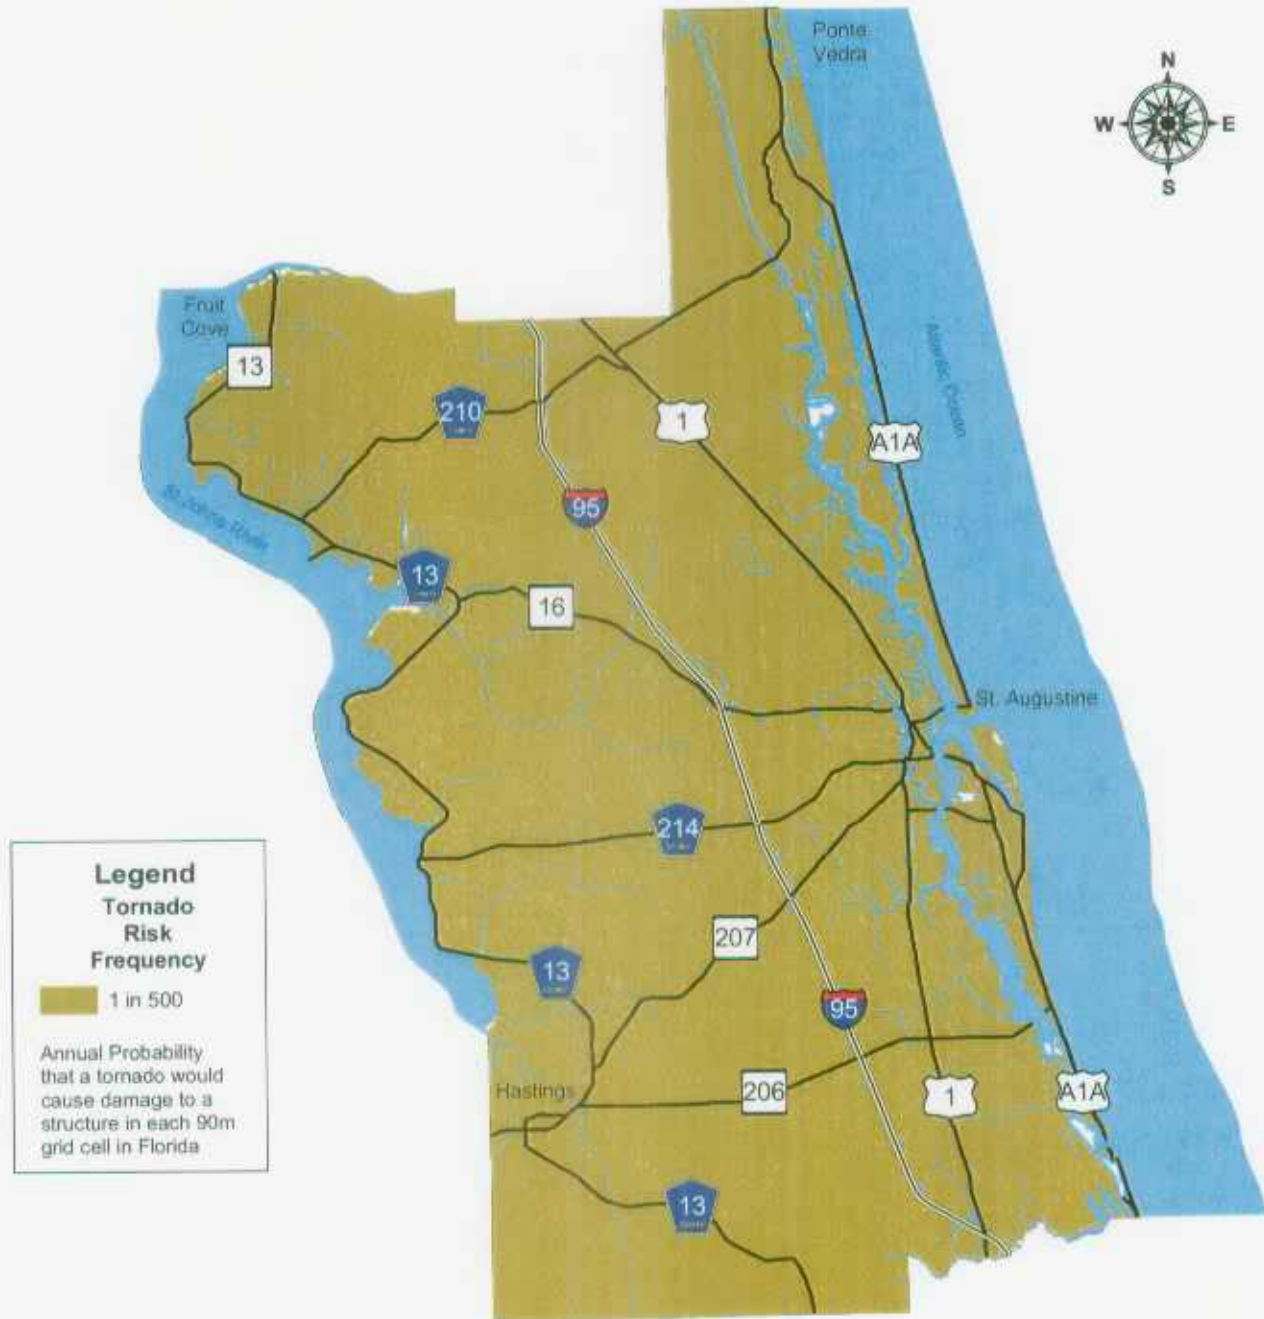 Ponte
Vedra
N
W
E
S
Fruit
Cove
13
210
1
A1A
Atlantic Ocean
95
St. Johns River
13
16
St. Augustine
214
207
13
95
Hastings
206
1
A1A
13
Legend
Tornado
Risk
Frequency
1 in 500
Annual Probability
that a tornado would
cause damage to a
structure in each 90m
grid cell in Florida